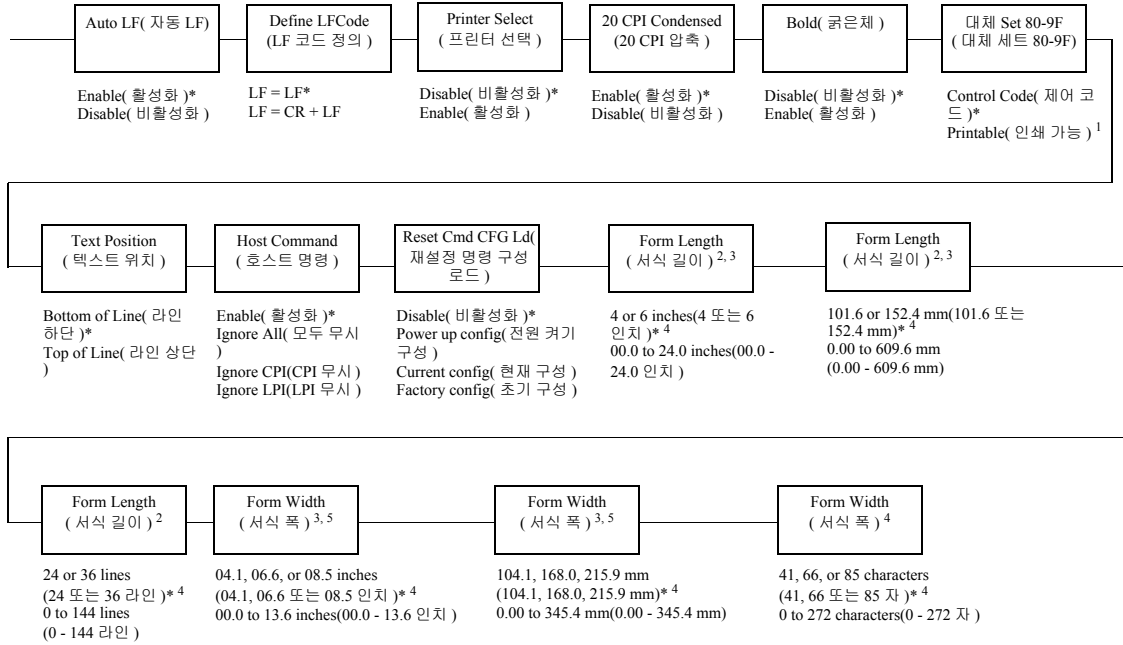 Auto LF( 자동 LF)
Enable( 활성화 )*
Disable( 비활성화 )
Define LFCode
(LF 코드 정의 )
LF = LF*
LF = CR + LF
Printer Select
( 프린터 선택 )
Disable( 비활성화 )*
Enable( 활성화 )
20 CPI Condensed
(20 CPI 압축 )
Enable( 활성화 )*
Disable( 비활성화 )
Bold( 굵은체 )
Disable( 비활성화 )*
Enable( 활성화 )
대체 Set 80-9F
( 대체 세트 80-9F)
Control Code( 제어 코
드 )*
Printable( 인쇄 가능 ) 1
Text Position
( 텍스트 위치 )
Bottom of Line( 라인
하단 )*
Top of Line( 라인 상단
)
Host Command
( 호스트 명령 )
Enable( 활성화 )*
Ignore All( 모두 무시
)
Ignore CPI(CPI 무시 )
Ignore LPI(LPI 무시 )
Reset Cmd CFG Ld(
재설정 명령 구성
로드 )
Disable( 비활성화 )*
Power up config( 전원 켜기
구성 )
Current config( 현재 구성 )
Factory config( 초기 구성 )
Form Length
( 서식 길이 ) 2, 3
4 or 6 inches(4 또는 6
인치 )* 4
00.0 to 24.0 inches(00.0 -
24.0 인치 )
Form Length
( 서식 길이 ) 2, 3
101.6 or 152.4 mm(101.6 또는
152.4 mm)* 4
0.00 to 609.6 mm
(0.00 - 609.6 mm)
Form Length
( 서식 길이 ) 2
24 or 36 lines
(24 또는 36 라인 )* 4
0 to 144 lines
(0 - 144 라인 )
Form Width
( 서식 폭 ) 3, 5
04.1, 06.6, or 08.5 inches
(04.1, 06.6 또는 08.5 인치 )* 4
00.0 to 13.6 inches(00.0 - 13.6 인치 )
Form Width
( 서식 폭 ) 3, 5
104.1, 168.0, 215.9 mm
(104.1, 168.0, 215.9 mm)* 4
0.00 to 345.4 mm(0.00 - 345.4 mm)
Form Width
( 서식 폭 ) 4
41, 66, or 85 characters
(41, 66 또는 85 자 )* 4
0 to 272 characters(0 - 272 자 )